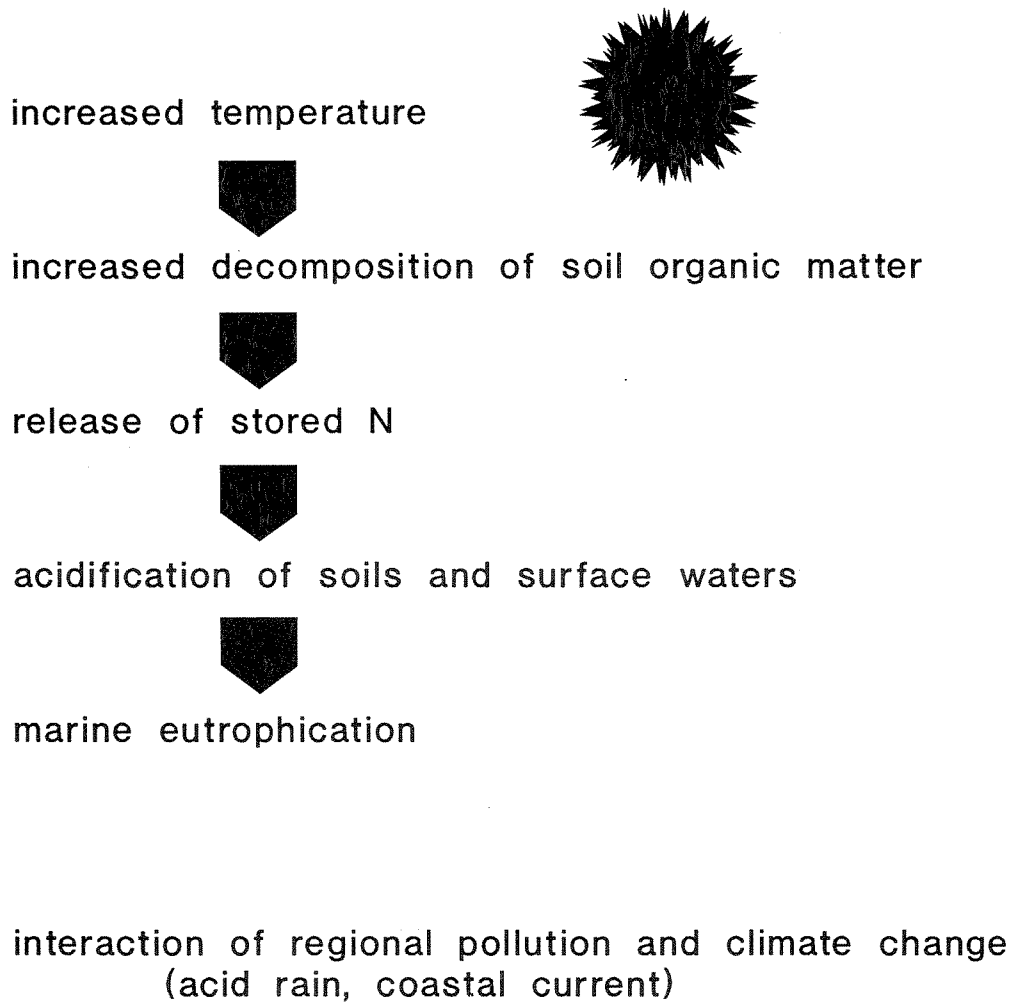 increased temperature
increased decomposition of soil organic matter
release of stored N
acidification of soils and surface waters
marine eutrophication
interaction of regional pollution and climate change
(acid rain, coastal current)